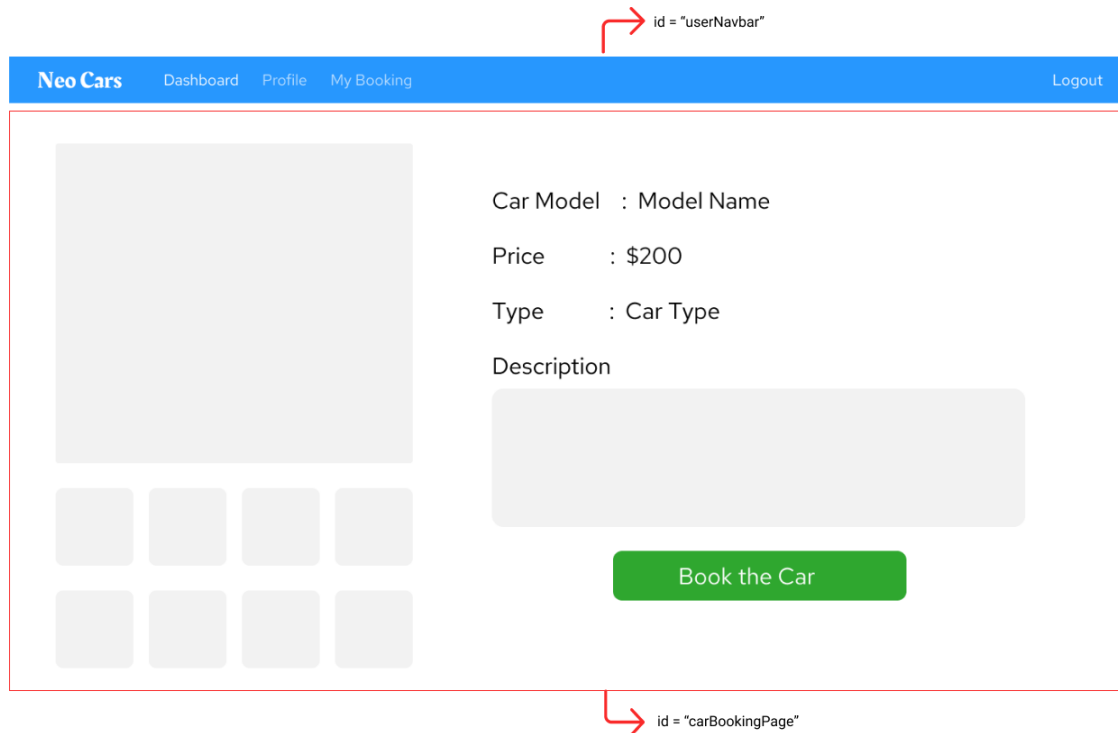 id = “userNavbar”
Neo Cars Dashboard Profile My Booking Logout
Car Model : Model Name
Price : $200
Type : Car Type
Description
Book the Car
id = “carBookingPage”